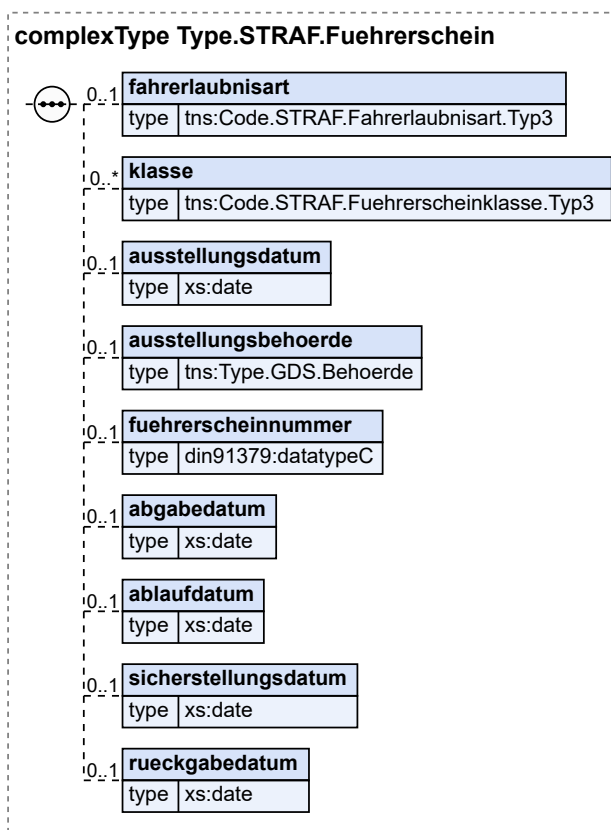 complexType Type.STRAF.Fuehrerschein
0..1 fahrerlaubnisart
type tns:Code.STRAF.Fahrerlaubnisart.Typ3
0..* klasse
type tns:Code.STRAF.Fuehrerscheinklasse.Typ3
0..1 ausstellungsdatum
type xs:date
0..1 ausstellungsbehoerde
type tns:Type.GDS.Behoerde
0..1 fuehrerscheinnummer
type din91379:datatypeC
0..1 abgabedatum
type xs:date
0..1 ablaufdatum
type xs:date
0..1 sicherstellungsdatum
type xs:date
0..1 rueckgabedatum
type xs:date